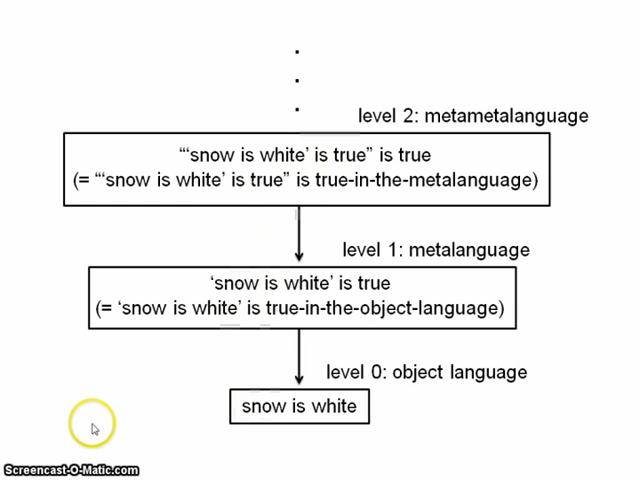 level 2: metametalanguage
“‘snow is white’ is true” is true
(= “‘snow is white’ is true” is true-in-the-metalanguage)
level 1: metalanguage
‘snow is white’ is true
(= ‘snow is white’ is true-in-the-object-language)
level 0: object language
snow is white
Screencast-O-Matic.com